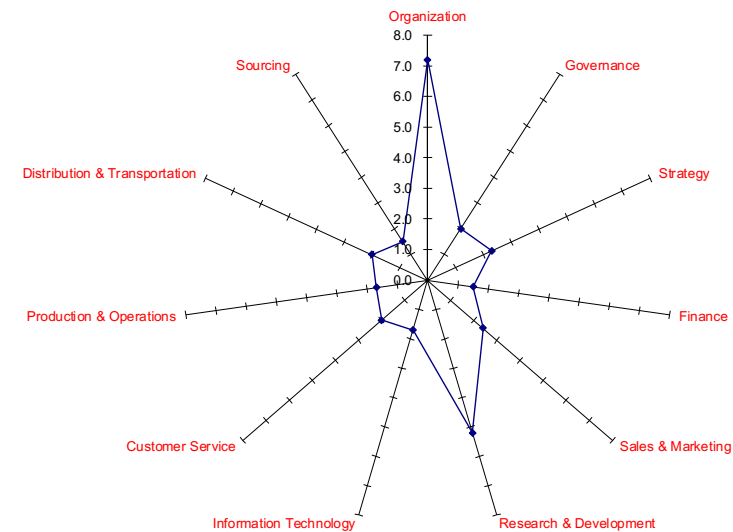 Organization
8.0
Sourcing
7.0
Governance
6.0
5.0
Distribution & Transportation
4.0
Strategy
3.0
2.0
1.0
0.0
Production & Operations
Finance
Customer Service
Sales & Marketing
Information Technology
Research & Development